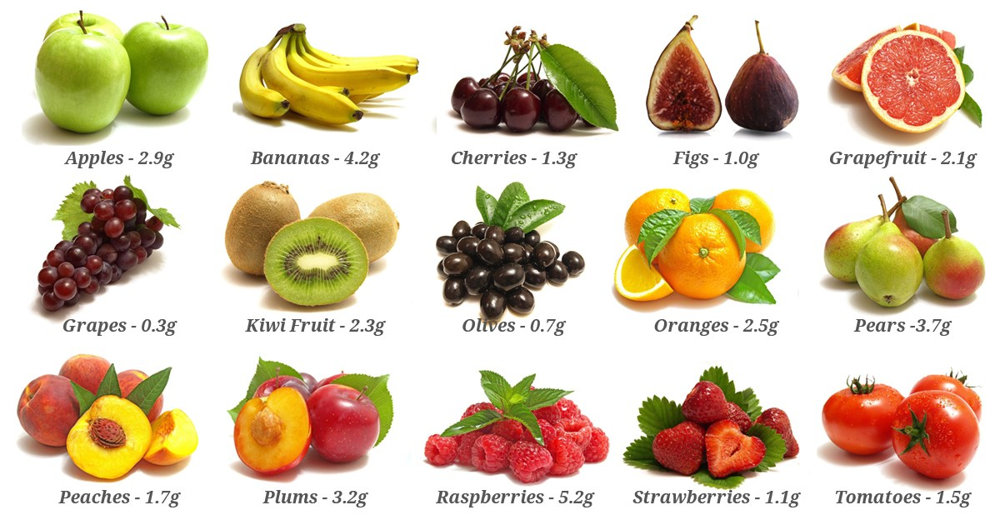 Apples - 2.9g
Bananas - 4.2g
Cherries - 1.3g
Figs - 1.0g
Grapefruit - 2.1g
Grapes - 0.3g
Kiwi Fruit - 2.3g
Olives - 0.7g
Oranges - 2.5g
Pears -3.7g
Peaches - 1.7g
Plums - 3.2g
Raspberries - 5.2g
Strawberries - 1.1g
Tomatoes - 1.5g